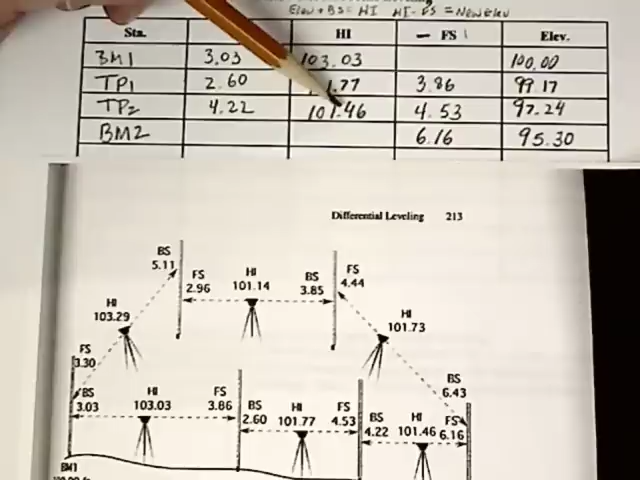 Elev + BS = HI HI - FS = New Elev
Sta. HI — FS Elev.
BM1 3.03 103.03 100.00
TP1 2.60 1.77 3.86 99.17
TP2 4.22 101.46 4.53 97.24
BM2 6.16 95.30
Differential Leveling 213
BS
5.11
FS
2.96
HI
101.14
BS
3.85
FS
4.44
HI
103.29
HI
101.73
FS
3.30
BS
6.43
BS
3.03
HI
103.03
FS
3.86
BS
2.60
HI
101.77
FS
4.53
BS
4.22
HI
101.46
FS
6.16
BM1